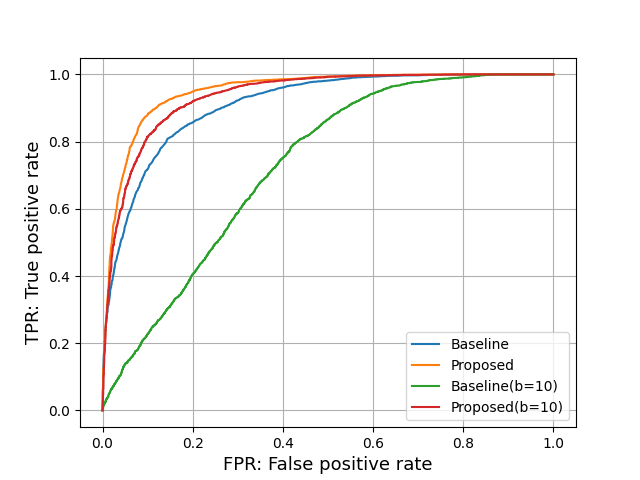 1.0
0.8
0.6
0.4
0.2
0.0
TPR: True positive rate
Baseline
Proposed
Baseline(b=10)
Proposed(b=10)
0.0 0.2 0.4 0.6 0.8 1.0
FPR: False positive rate